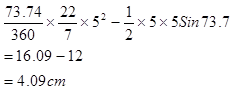 73.74/360 × 22/7 × 5² − 1/2 × 5 × 5Sin 73.7
= 16.09 − 12
= 4.09cm